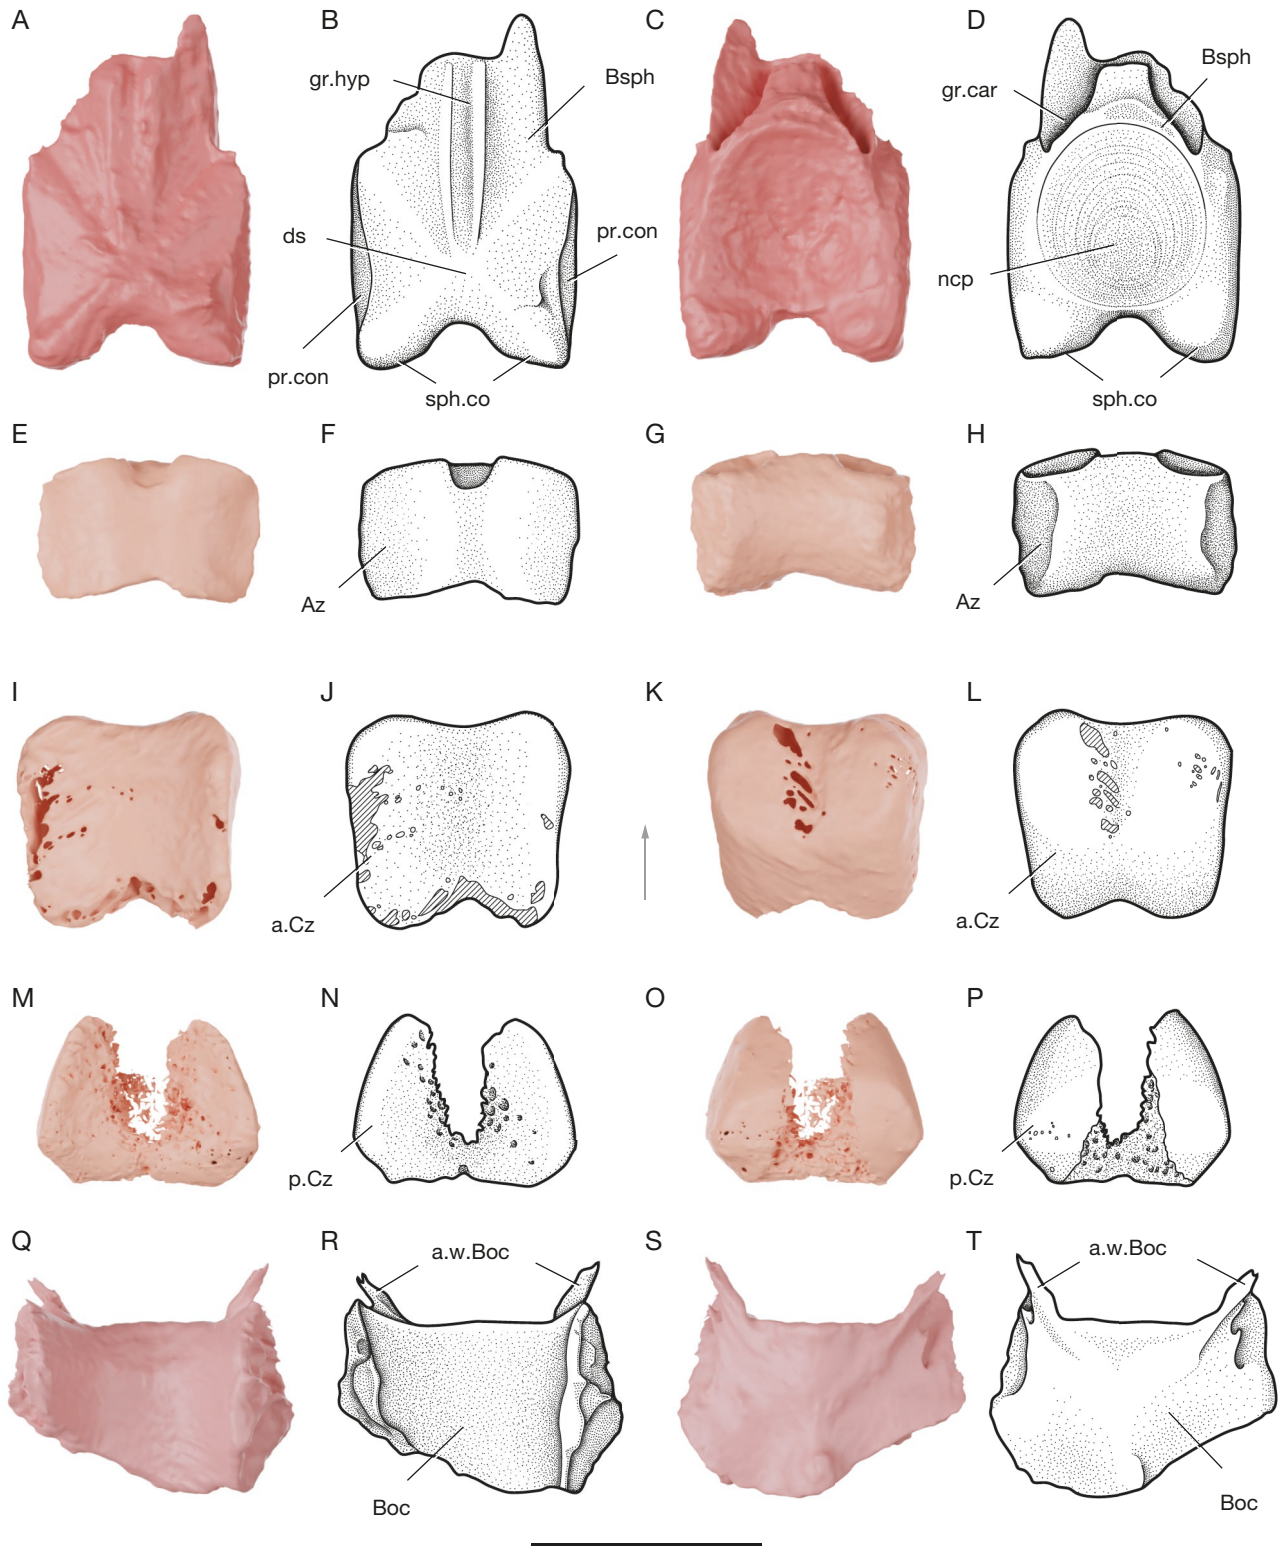 A
B
C
D
gr.hyp
Bsph
Bsph
gr.car
ds
pr.con
ncp
pr.con
sph.co
sph.co
E
F
G
H
Az
Az
I
J
K
L
a.Cz
a.Cz
M
N
O
P
p.Cz
p.Cz
Q
R
S
T
a.w.Boc
a.w.Boc
Boc
Boc